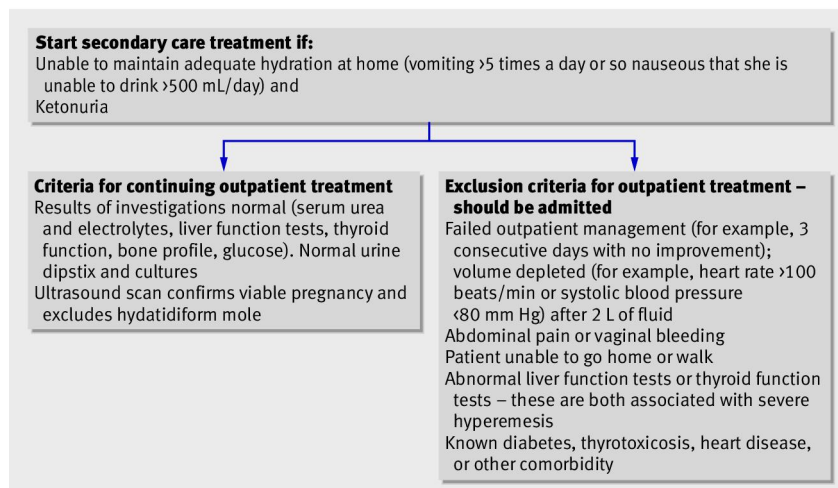 Start secondary care treatment if:
Unable to maintain adequate hydration at home (vomiting >5 times a day or so nauseous that she is
unable to drink >500 mL/day) and
Ketonuria
Criteria for continuing outpatient treatment
Results of investigations normal (serum urea
and electrolytes, liver function tests, thyroid
function, bone profile, glucose). Normal urine
dipstix and cultures
Ultrasound scan confirms viable pregnancy and
excludes hydatidiform mole
Exclusion criteria for outpatient treatment –
should be admitted
Failed outpatient management (for example, 3
consecutive days with no improvement);
volume depleted (for example, heart rate >100
beats/min or systolic blood pressure
<80 mm Hg) after 2 L of fluid
Abdominal pain or vaginal bleeding
Patient unable to go home or walk
Abnormal liver function tests or thyroid function
tests – these are both associated with severe
hyperemesis
Known diabetes, thyrotoxicosis, heart disease,
or other comorbidity